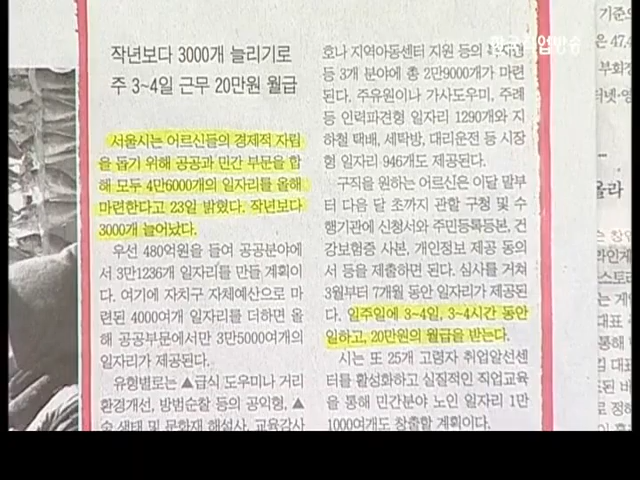 작년보다 3000개 늘리기로
주 3~4일 근무 20만원 월급
서울시는 어르신들의 경제적 자립
을 돕기 위해 공공과 민간 부문을 합
해 모두 4만6000개의 일자리를 올해
마련한다고 23일 밝혔다. 작년보다
3000개 늘어났다.
우선 480억원을 들여 공공분야에
서 3만1236개 일자리를 만들 계획이
다. 여기에 자치구 자체예산으로 마
련된 4000여개 일자리를 더하면 올
해 공공부문에서만 3만5000여개의
일자리가 제공된다.
유형별로는 ▲급식 도우미나 거리
환경개선, 방범순찰 등의 공익형, ▲
숲 생태 및 문화재 해설사, 교육강사
호나 지역아동센터 지원 등의 복지형
등 3개 분야에 총 2만9000개가 마련
된다. 주유원이나 가사도우미, 주례
등 인력파견형 일자리 1290개와 지
하철 택배, 세탁방, 대리운전 등 시장
형 일자리 946개도 제공된다.
구직을 원하는 어르신은 이달 말부
터 다음 달 초까지 관할 구청 및 수
행기관에 신청서와 주민등록등본, 건
강보험증 사본, 개인정보 제공 동의
서 등을 제출하면 된다. 심사를 거쳐
3월부터 7개월 동안 일자리가 제공된
다. 일주일에 3~4일, 3~4시간 동안
일하고, 20만원의 월급을 받는다.
시는 또 25개 고령자 취업알선센
터를 활성화하고 실질적인 직업교육
을 통해 민간분야 노인 일자리 1만
1000여개도 창출할 계획이다.
한국직업방송